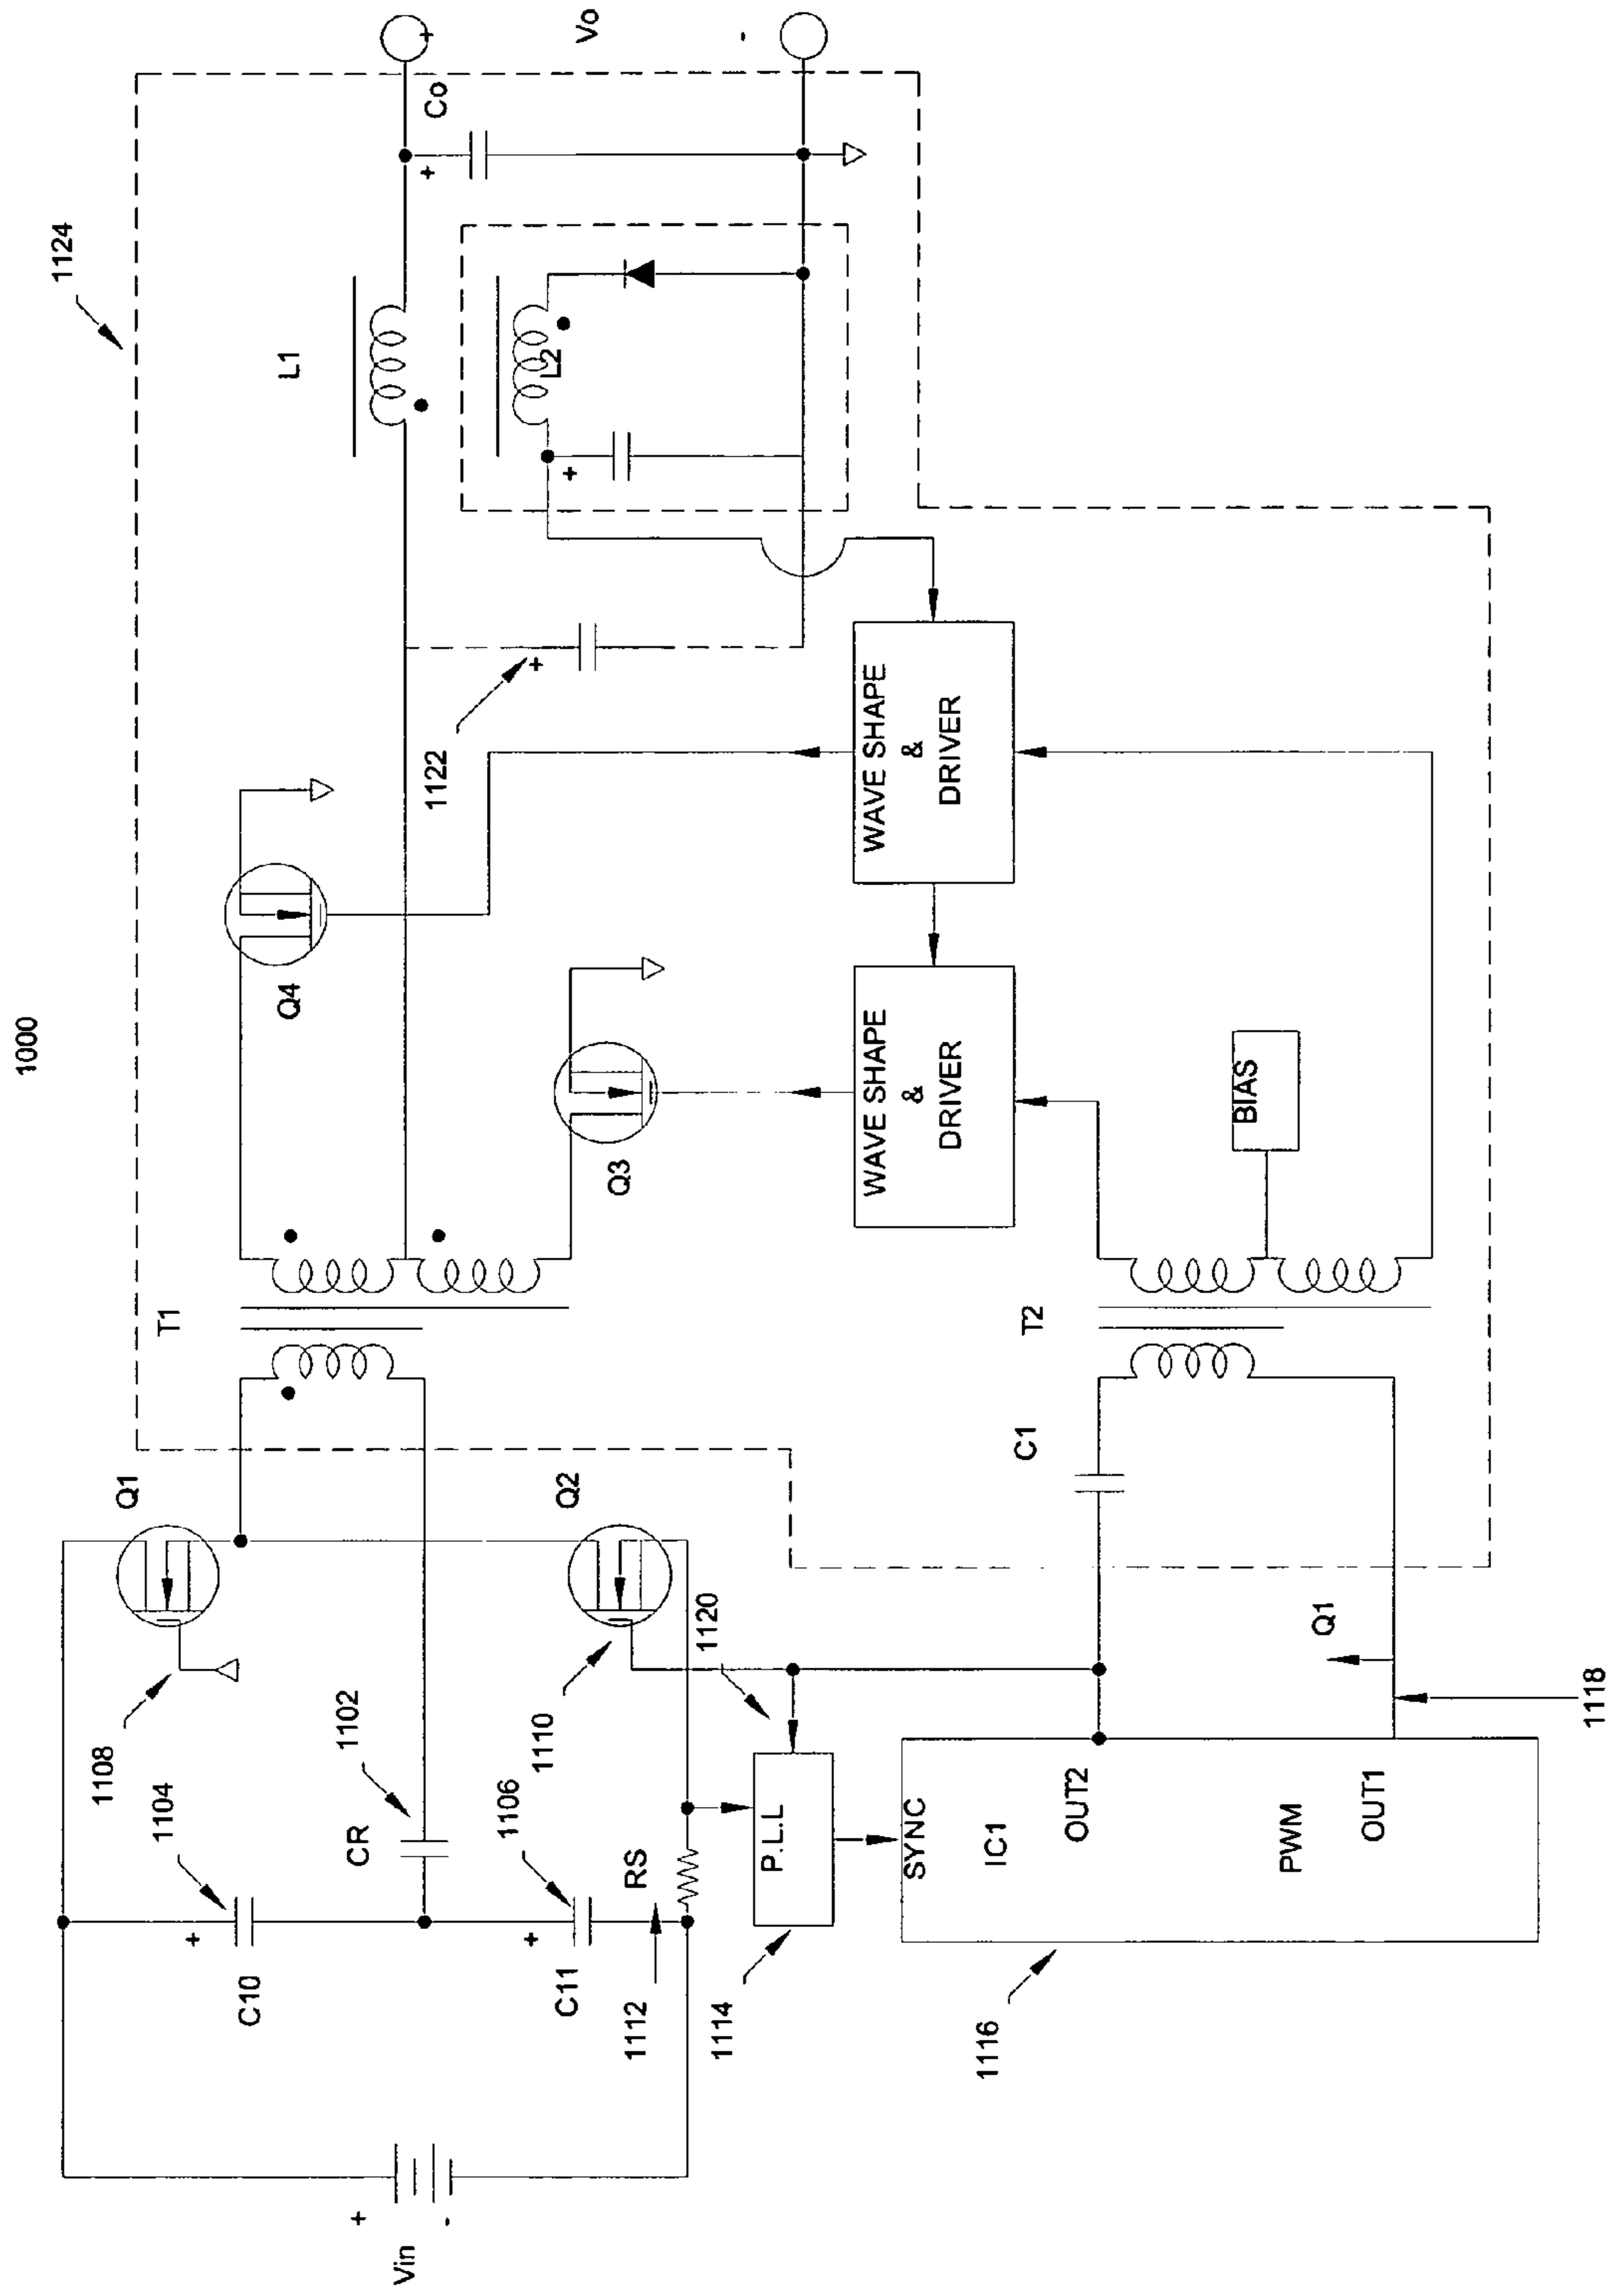 1000
1124
Vin
+
-
C10
+
1104
1108
Q1
T1
Q4
L1
+
Co
+
Vo
-
CR
1102
C11
+
1106
1112
RS
1110
Q2
Q3
1122
+
L2
+
1114
P.L.L
1120
WAVE SHAPE
&
DRIVER
WAVE SHAPE
&
DRIVER
1116
SYNC
IC1
OUT2
PWM
OUT1
C1
T2
BIAS
Q1
1118